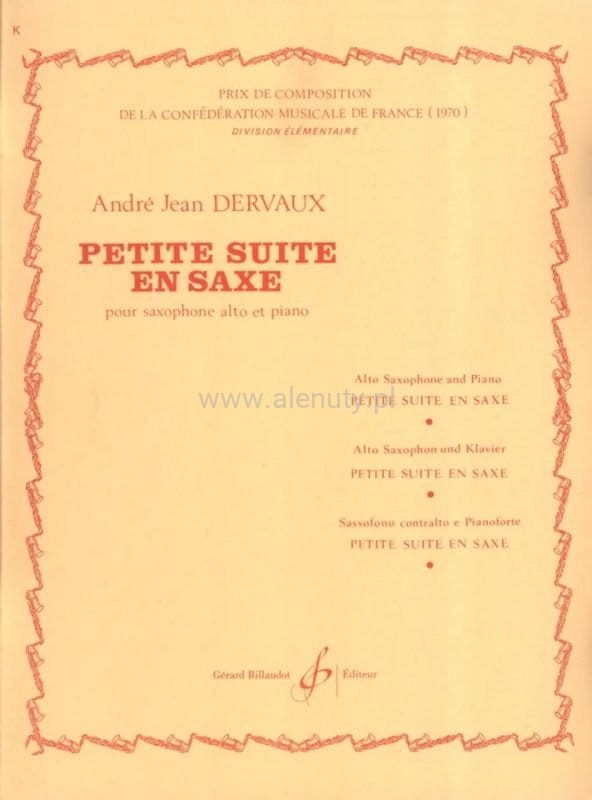 K
PRIX DE COMPOSITION
DE LA CONFÉDÉRATION MUSICALE DE FRANCE (1970)
DIVISION ÉLÉMENTAIRE
André Jean DERVAUX
PETITE SUITE
EN SAXE
pour saxophone alto et piano
Alto Saxophone and Piano
www.alenuty.pl
PETITE SUITE EN SAXE
Alto Saxophon und Klavier
PETITE SUITE EN SAXE
Sassofono contralto e Pianoforte
PETITE SUITE EN SAXE
Gérard Billaudot Éditeur